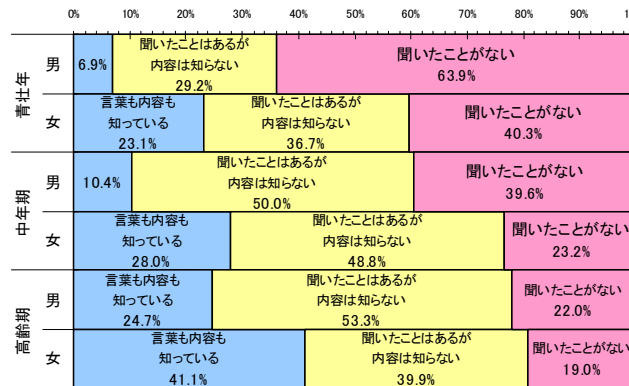 0% 10% 20% 30% 40% 50% 60% 70% 80% 90% 10
青壮年
男
6.9%
聞いたことはあるが
内容は知らない
29.2%
聞いたことがない
63.9%
女
言葉も内容も
知っている
23.1%
聞いたことはあるが
内容は知らない
36.7%
聞いたことがない
40.3%
中年期
男
10.4%
聞いたことはあるが
内容は知らない
50.0%
聞いたことがない
39.6%
女
言葉も内容も
知っている
28.0%
聞いたことはあるが
内容は知らない
48.8%
聞いたことがない
23.2%
高齢期
男
言葉も内容も
知っている
24.7%
聞いたことはあるが
内容は知らない
53.3%
聞いたことがない
22.0%
女
言葉も内容も
知っている
41.1%
聞いたことはあるが
内容は知らない
39.9%
聞いたことがない
19.0%